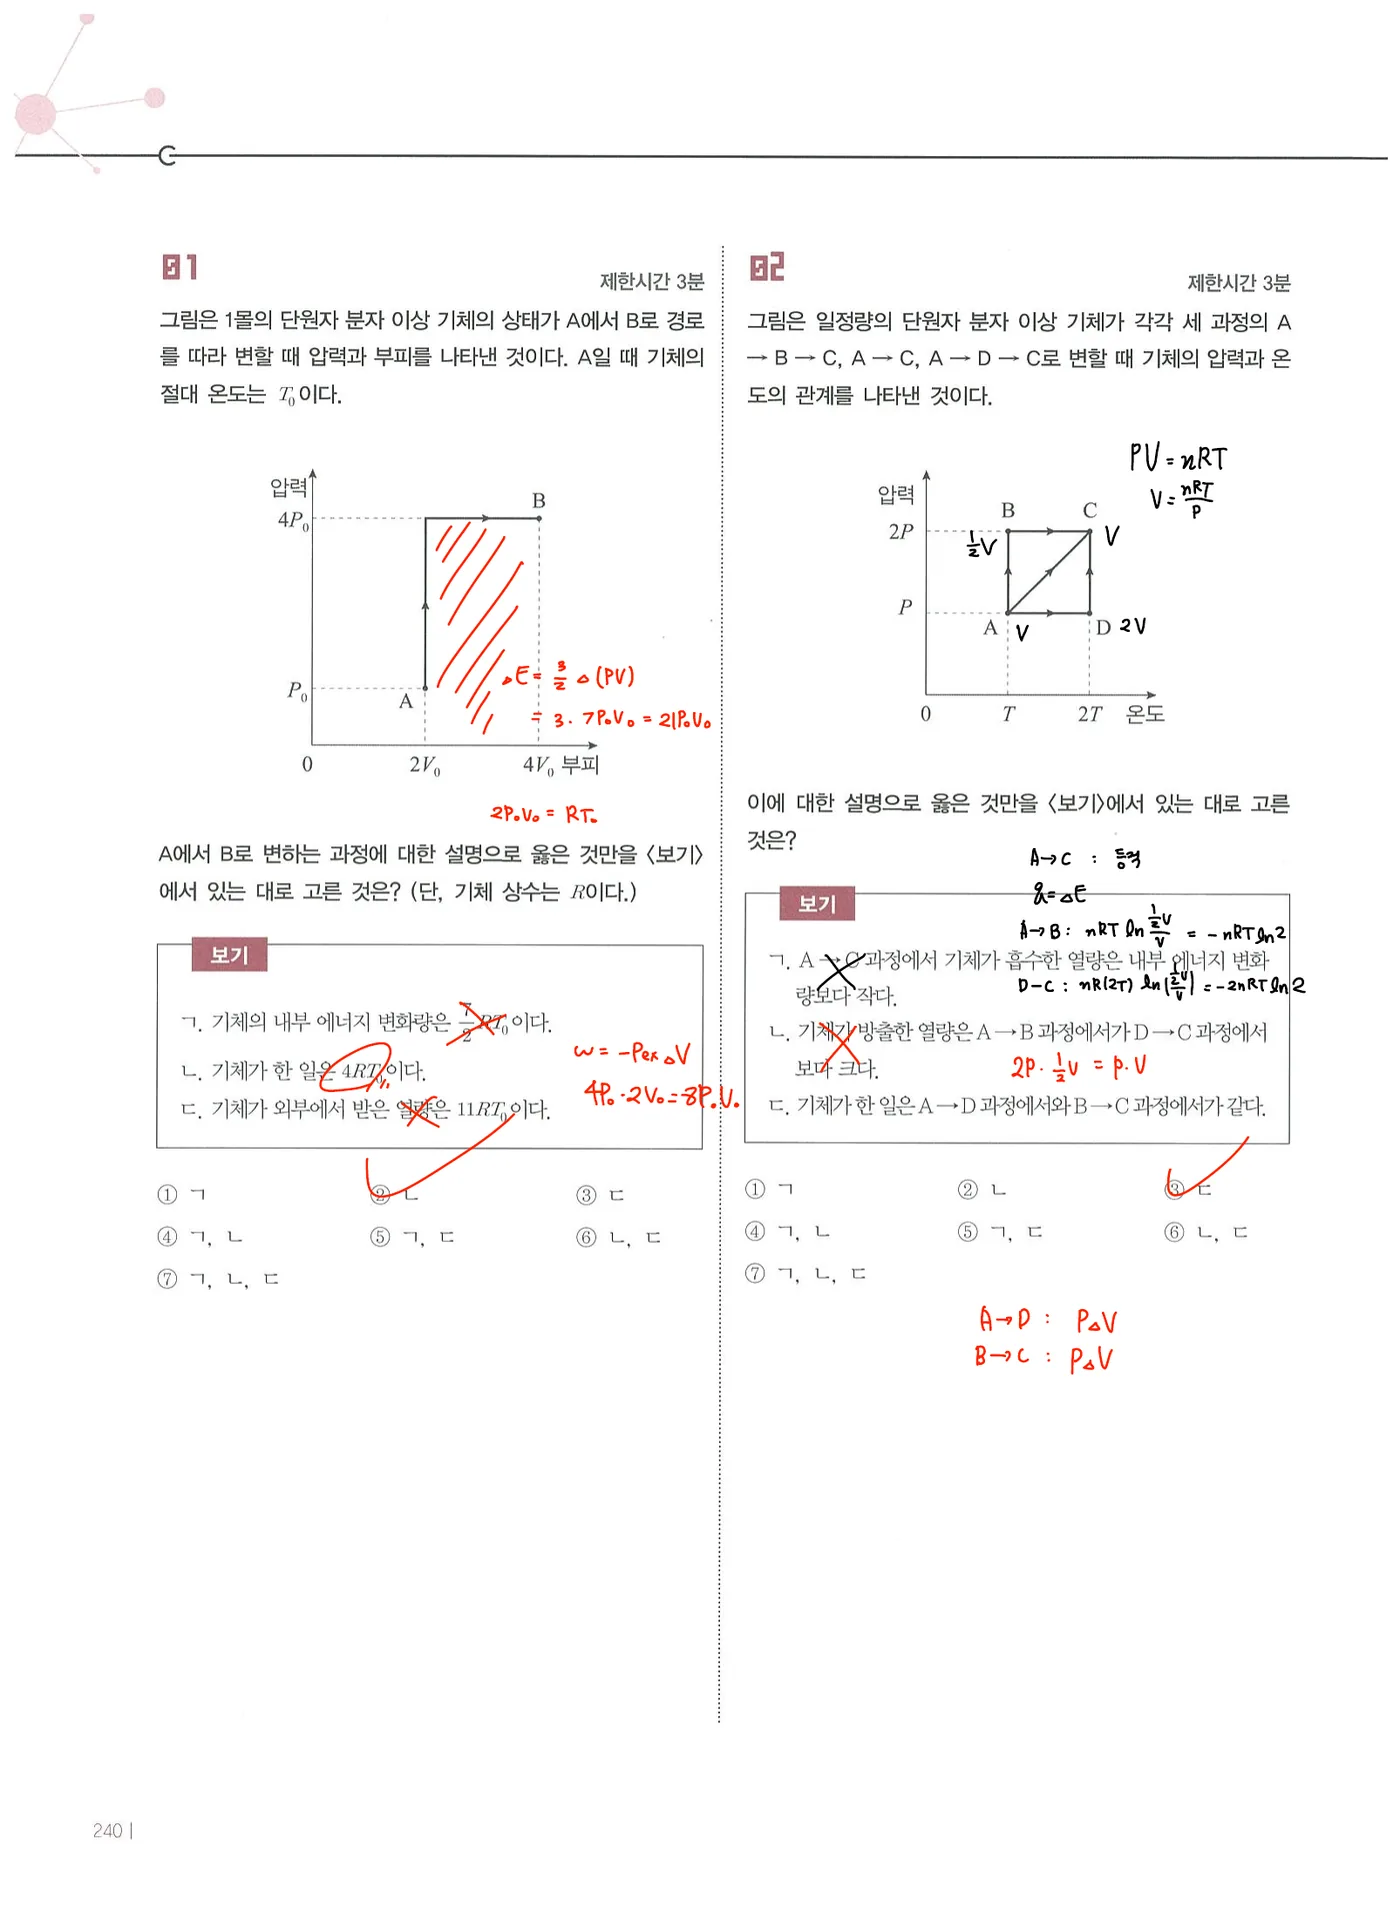 01
제한시간 3분
그림은 1몰의 단원자 분자 이상 기체의 상태가 A에서 B로 경로
를 따라 변할 때 압력과 부피를 나타낸 것이다. A일 때 기체의
절대 온도는 T₀이다.
압력
4P₀
B
P₀
A
△E = 3/2 △(PV)
= 3 · 7P₀V₀ = 21P₀V₀
0
2V₀
4V₀ 부피
2P₀V₀ = RT₀
A에서 B로 변하는 과정에 대한 설명으로 옳은 것만을 〈보기〉
에서 있는 대로 고른 것은? (단, 기체 상수는 R이다.)
보기
ㄱ. 기체의 내부 에너지 변화량은 7/2 RT₀이다.
ㄴ. 기체가 한 일은 4RT₀이다.
ㄷ. 기체가 외부에서 받은 열량은 11RT₀이다.
w = -Pex △V
4P₀ · 2V₀ = 8P₀V₀
① ㄱ
② ㄴ
③ ㄷ
④ ㄱ, ㄴ
⑤ ㄱ, ㄷ
⑥ ㄴ, ㄷ
⑦ ㄱ, ㄴ, ㄷ
02
제한시간 3분
그림은 일정량의 단원자 분자 이상 기체가 각각 세 과정의 A
→ B → C, A → C, A → D → C로 변할 때 기체의 압력과 온
도의 관계를 나타낸 것이다.
PV = nRT
V = nRT/P
압력
B
C
2P
1/2V
V
P
A
V
D
2V
0
T
2T
온도
이에 대한 설명으로 옳은 것만을 〈보기〉에서 있는 대로 고른
것은?
A→C : 등적
q = △E
A→B : nRT ln (1/2V)/V = -nRT ln2
D-C : nR(2T) ln((1/2V)/V) = -2nRT ln2
보기
ㄱ. A → C 과정에서 기체가 흡수한 열량은 내부 에너지 변화
량보다 작다.
ㄴ. 기체가 방출한 열량은 A → B 과정에서가 D → C 과정에서
보다 크다.
2P · 1/2V = P · V
ㄷ. 기체가 한 일은 A → D 과정에서와 B → C 과정에서가 같다.
① ㄱ
② ㄴ
③ ㄷ
④ ㄱ, ㄴ
⑤ ㄱ, ㄷ
⑥ ㄴ, ㄷ
⑦ ㄱ, ㄴ, ㄷ
A→D : P△V
B→C : P△V
240 |